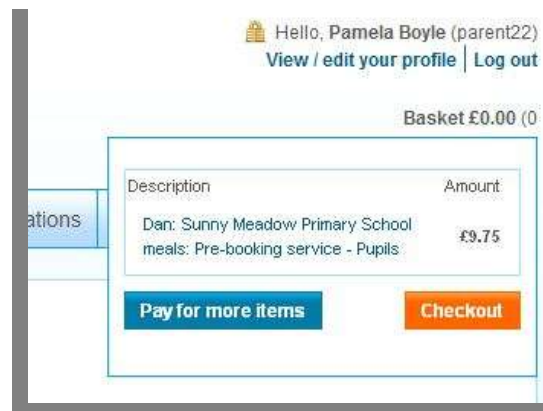 Hello, Pamela Boyle (parent22)
View / edit your profile | Log out
Basket £0.00 (0
ations
Description Amount
Dan: Sunny Meadow Primary School
meals: Pre-booking service - Pupils £9.75
Pay for more items Checkout